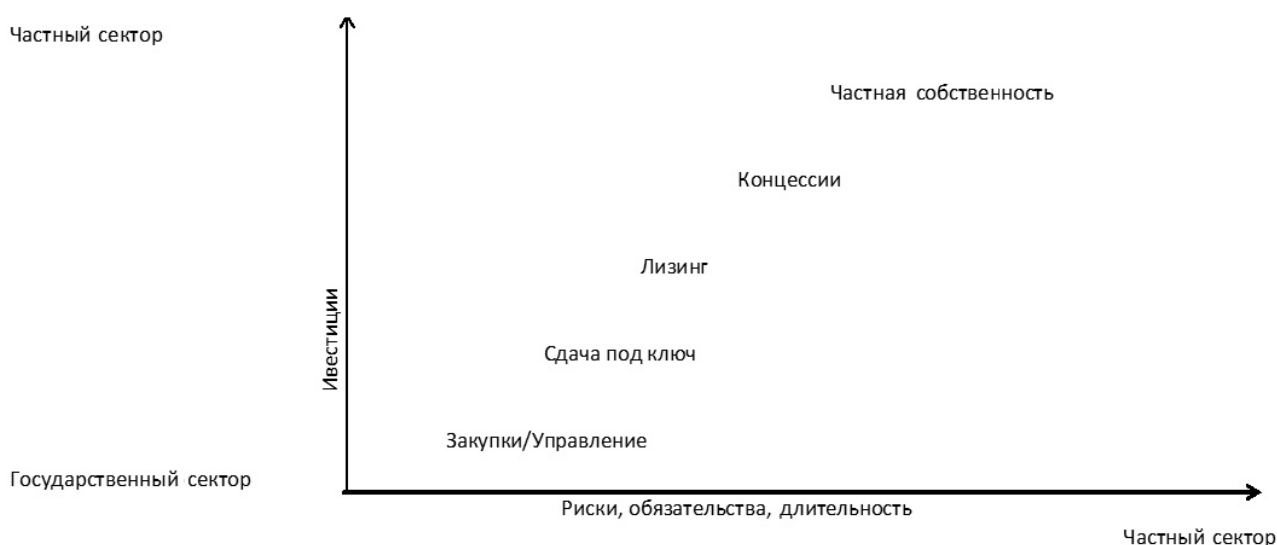 Частный сектор
Частная собственность
Концессии
Лизинг
Ивестиции
Сдача под ключ
Закупки/Управление
Государственный сектор
Риски, обязательства, длительность
Частный сектор